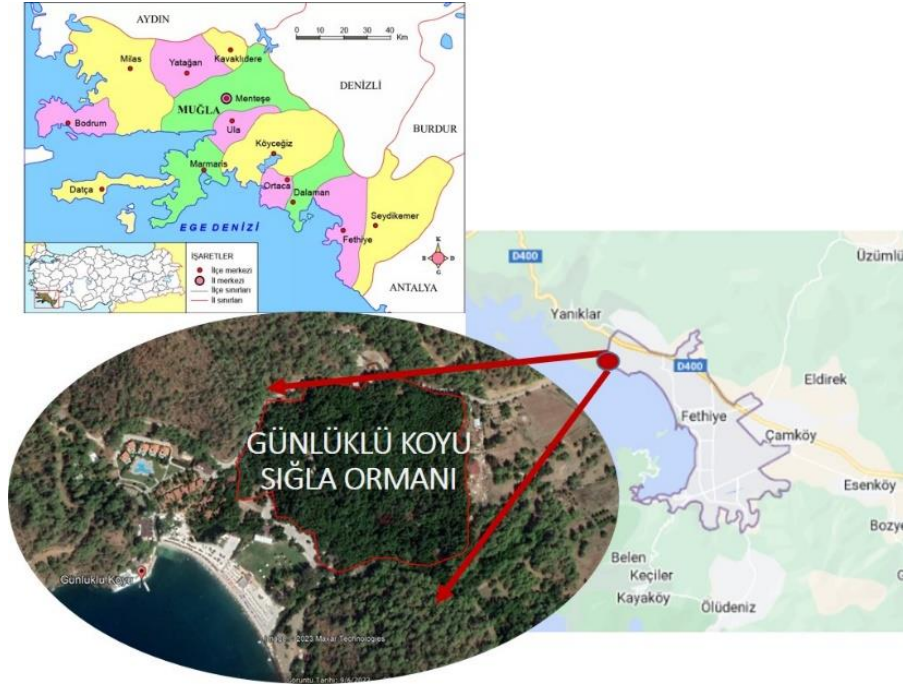 AYDIN
0 10 20 30 40
Km
Kavaklıdere
Milas
Yatağan
DENİZLİ
Menteşe
MUĞLA
Bodrum
Ula
BURDUR
Köyceğiz
Marmaris
Ortaca
Datça
Dalaman
Seydikemer
EGE DENİZİ
Fethiye
K
B D
G
İŞARETLER
İlçe merkezi
İl merkezi
İlçe sınırları
İl sınırları
ANTALYA
D400
Üzümlü
Yanıklar
D400
Eldirek
Fethiye
Çamköy
Esenköy
Belen
Keçiler
Kayaköy
Ölüdeniz
GÜNLÜKLÜ KOYU
SIĞLA ORMANI
Günlüklü Koyu
Image © 2023 Maxar Technologies